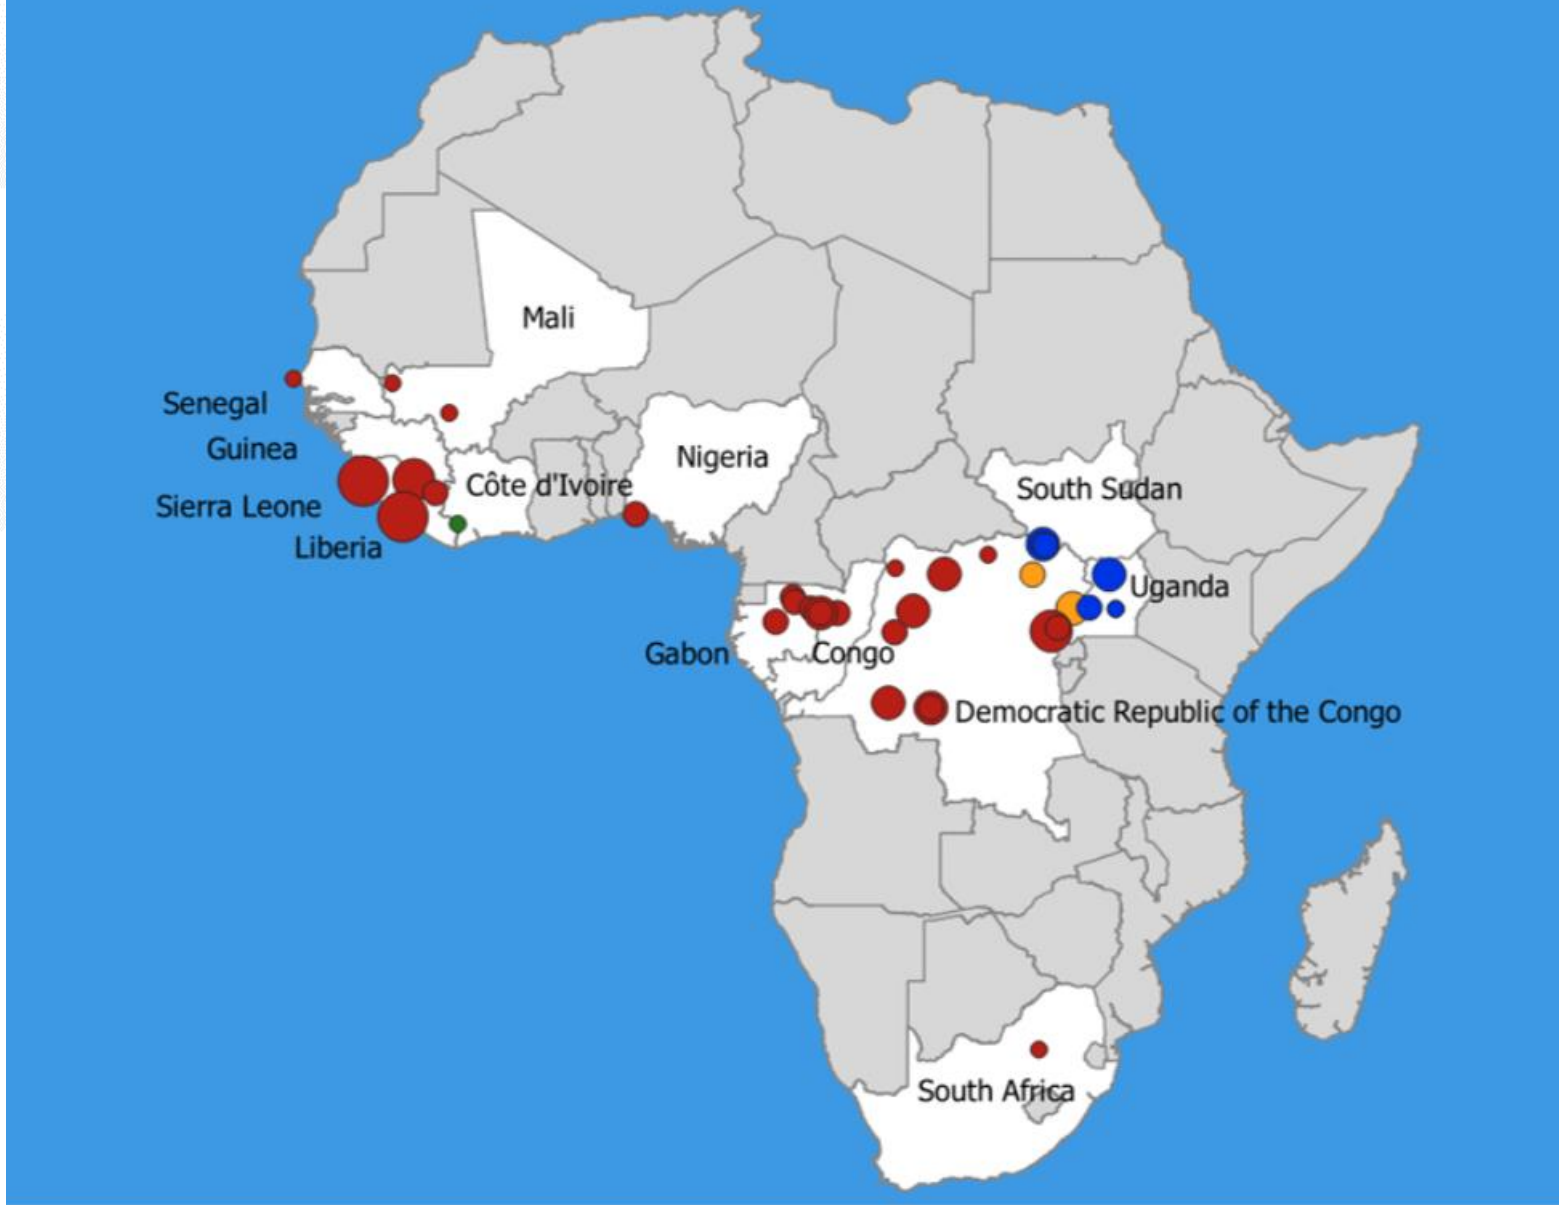 Mali
Senegal
Guinea
Nigeria
Côte d'Ivoire
South Sudan
Sierra Leone
Liberia
Uganda
Gabon
Congo
Democratic Republic of the Congo
South Africa